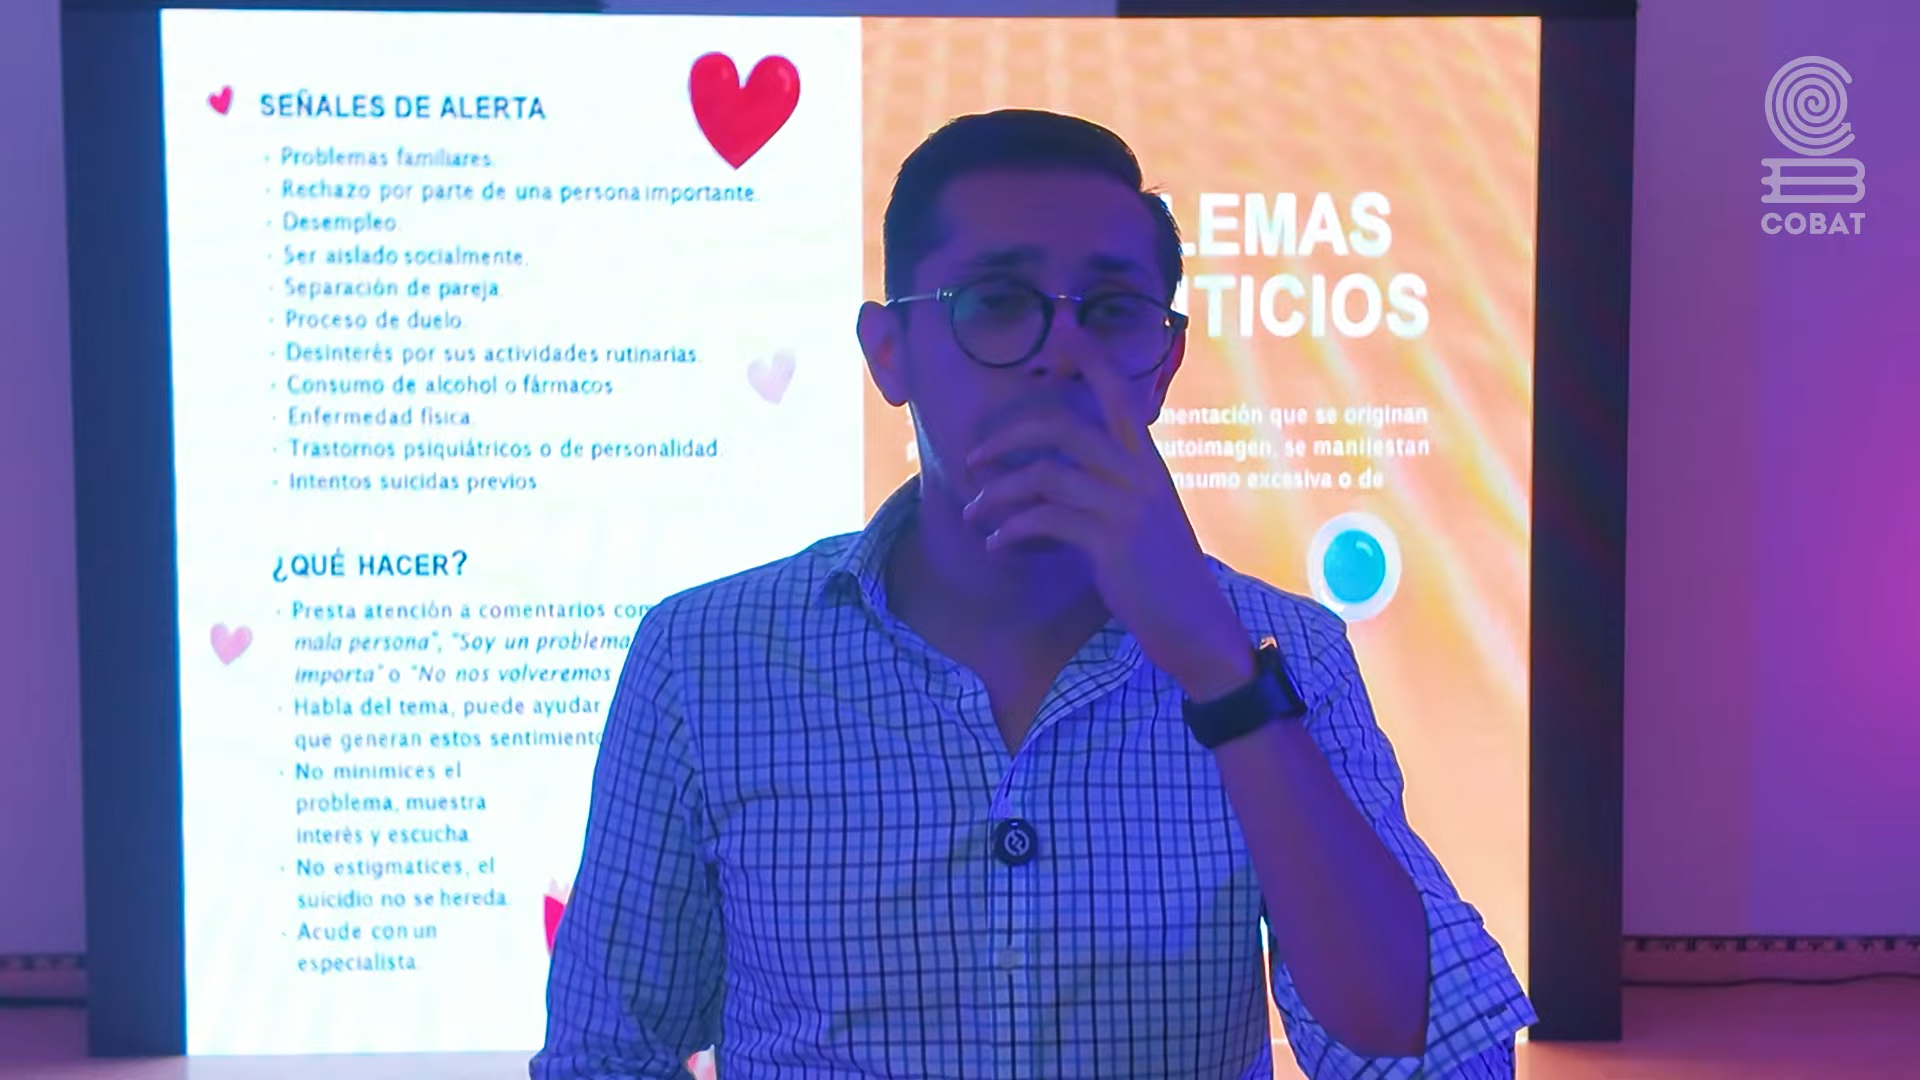 SEÑALES DE ALERTA
· Problemas familiares.
· Rechazo por parte de una persona importante.
· Desempleo.
· Ser aislado socialmente.
· Separación de pareja.
· Proceso de duelo.
· Desinterés por sus actividades rutinarias.
· Consumo de alcohol o fármacos
· Enfermedad física.
· Trastornos psiquiátricos o de personalidad.
· Intentos suicidas previos
¿QUÉ HACER?
· Presta atención a comentarios com
mala persona", "Soy un problema
importa" o "No nos volveremos
· Habla del tema, puede ayudar
que generan estos sentimiento
· No minimices el
problema, muestra
interés y escucha.
· No estigmatices, el
suicidio no se hereda.
· Acude con un
especialista.
LEMAS
TICIOS
mentación que se originan
utoimagen, se manifiestan
nsumo excesiva o de
COBAT